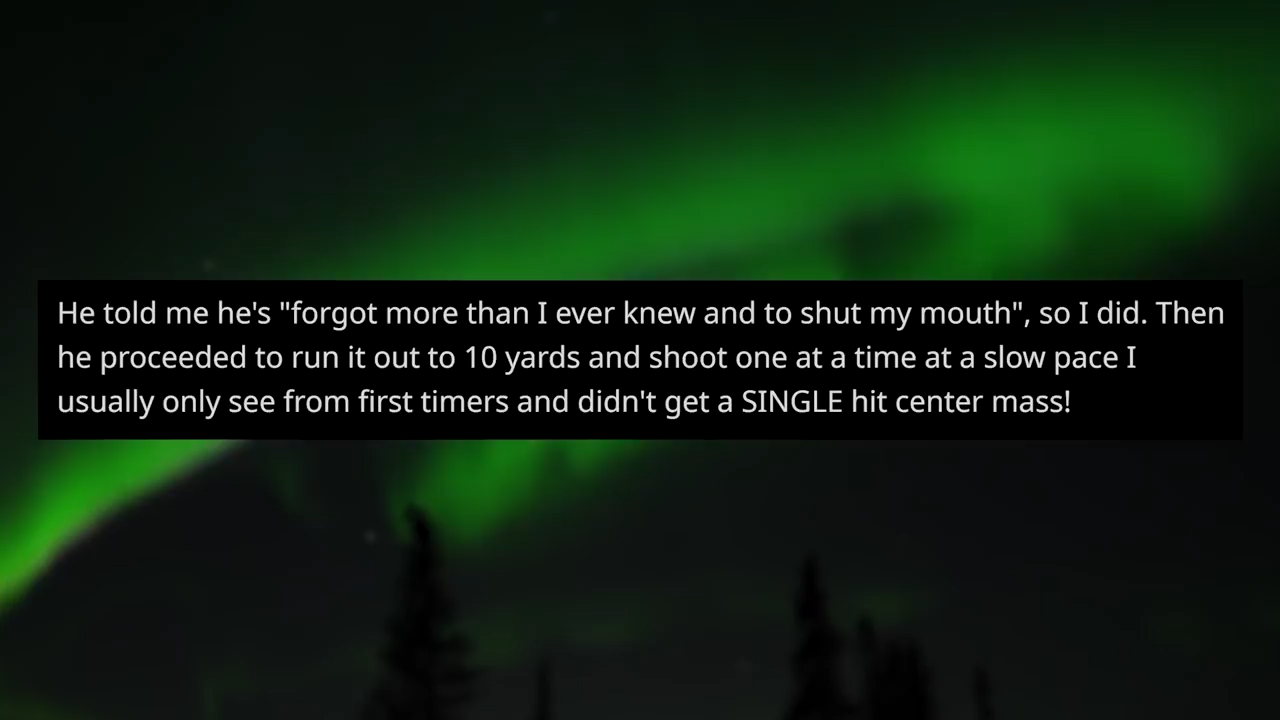 He told me he's "forgot more than I ever knew and to shut my mouth", so I did. Then
he proceeded to run it out to 10 yards and shoot one at a time at a slow pace I
usually only see from first timers and didn't get a SINGLE hit center mass!